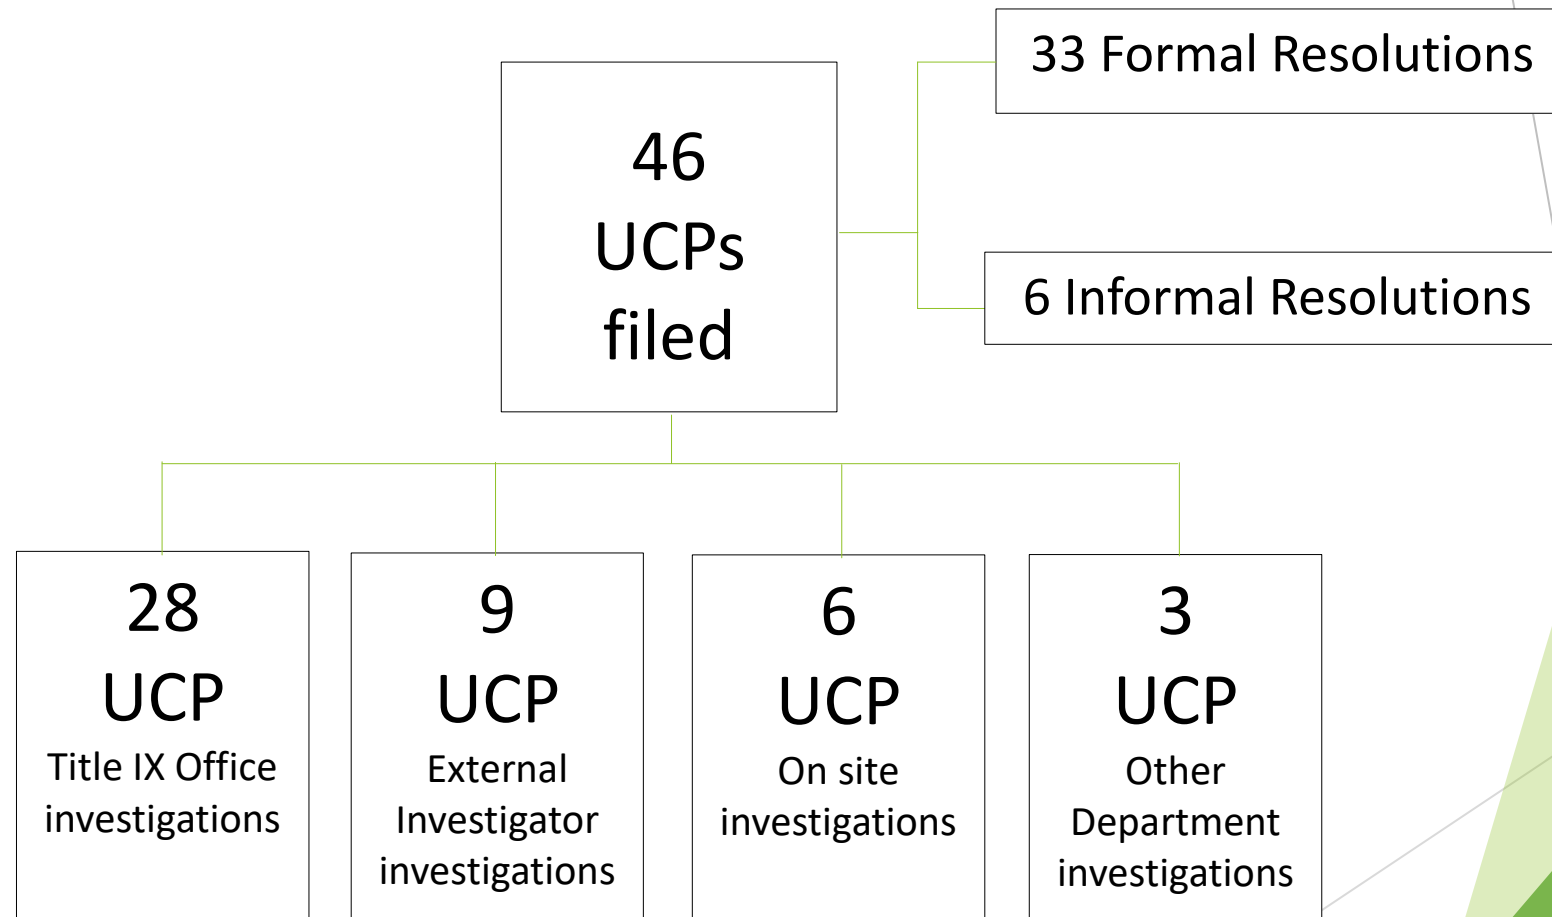 33 Formal Resolutions
46
UCPs
filed
6 Informal Resolutions
28
UCP
Title IX Office
investigations
9
UCP
External
Investigator
investigations
6
UCP
On site
investigations
3
UCP
Other
Department
investigations